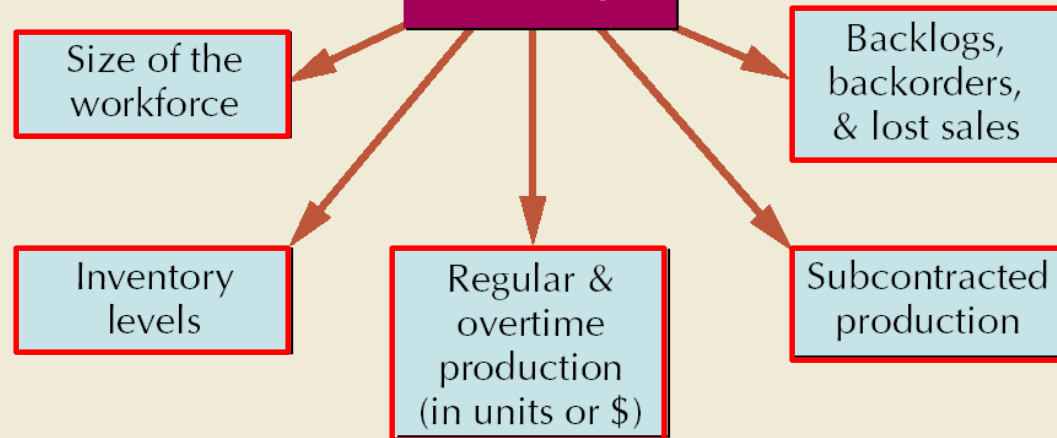 Size of the
workforce
Backlogs,
backorders,
& lost sales
Inventory
levels
Regular &
overtime
production
(in units or $)
Subcontracted
production